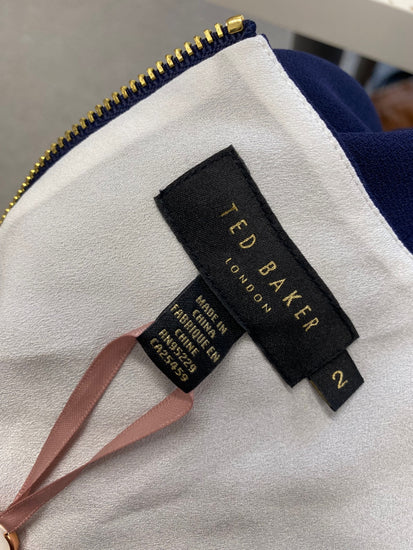 TED BAKER
LONDON
2
MADE IN
CHINA
FABRIQUE EN
CHINE
RN95229
CA25459